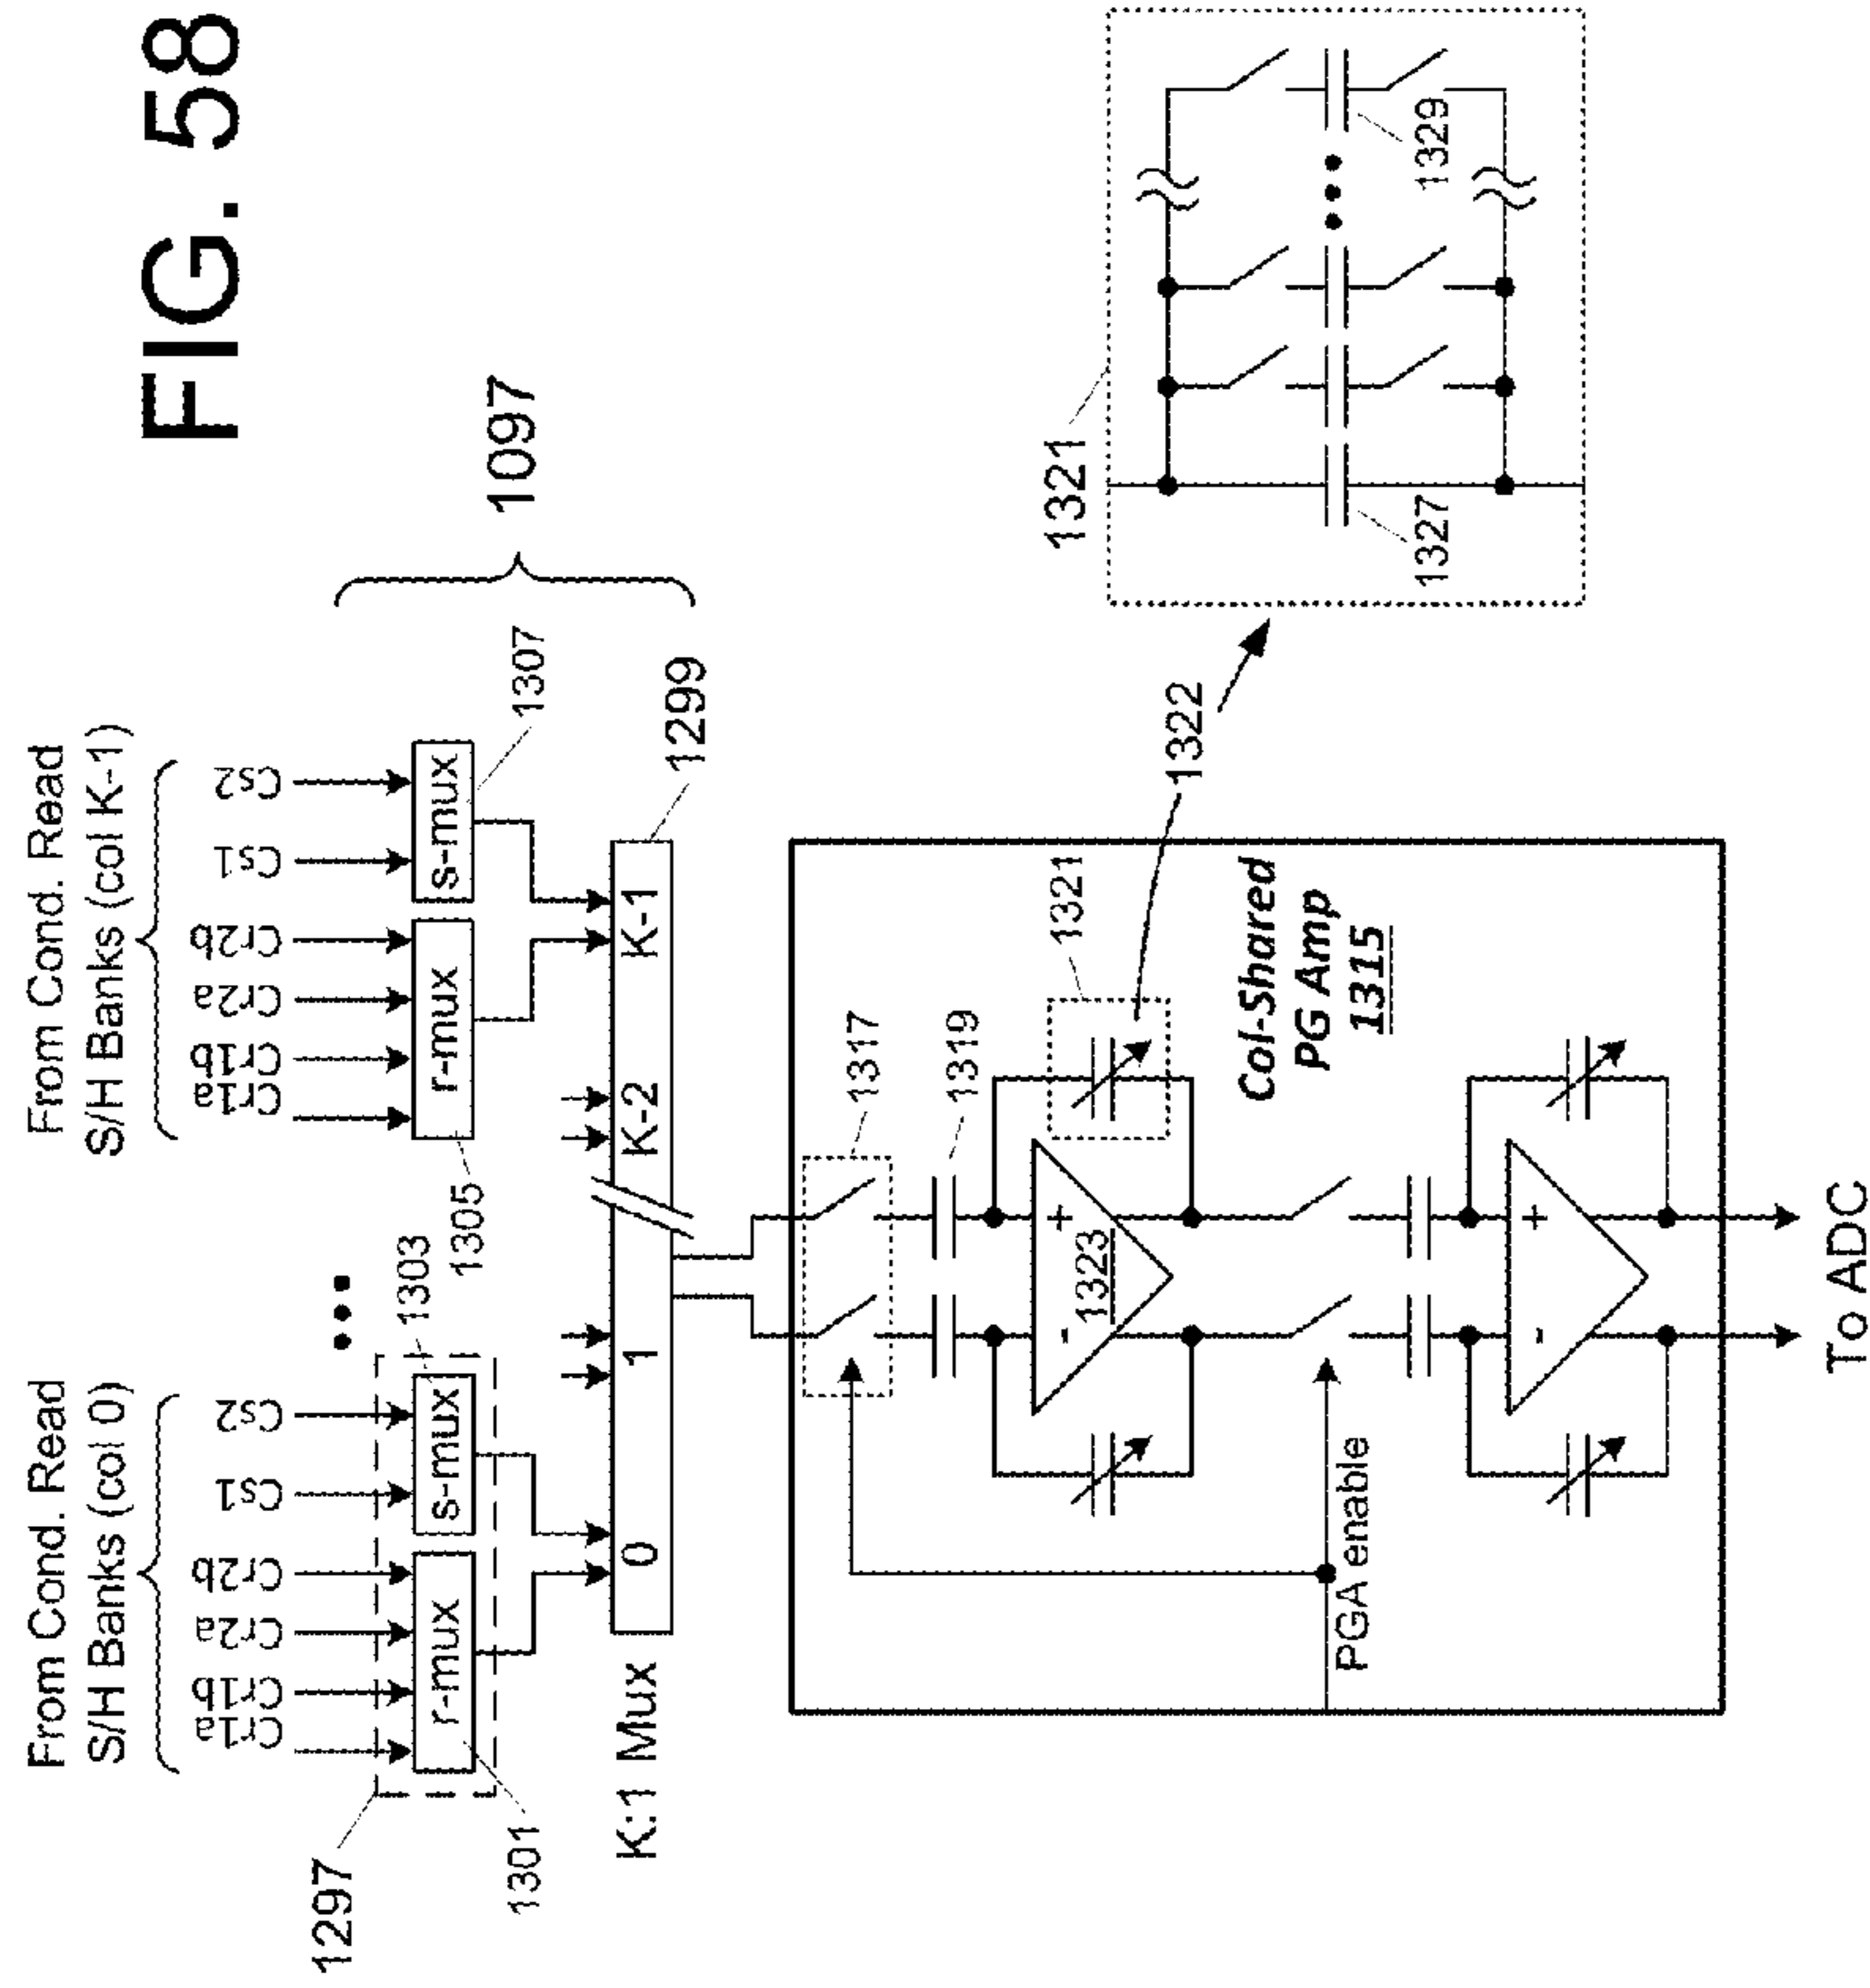 FIG. 58
From Cond. Read
S/H Banks (col 0)
Cr1a
Cr1b
Cr2a
Cr2b
Cs1
Cs2
From Cond. Read
S/H Banks (col K-1)
Cr1a
Cr1b
Cr2a
Cr2b
Cs1
Cs2
1297
r-mux
s-mux
1301
1303
r-mux
s-mux
1305
1307
1097
K:1 Mux
0
1
K-2
K-1
1299
1317
1319
1321
1322
-
+
1323
Col-Shared
PG Amp
1315
PGA enable
-
+
To ADC
1321
1327
1329